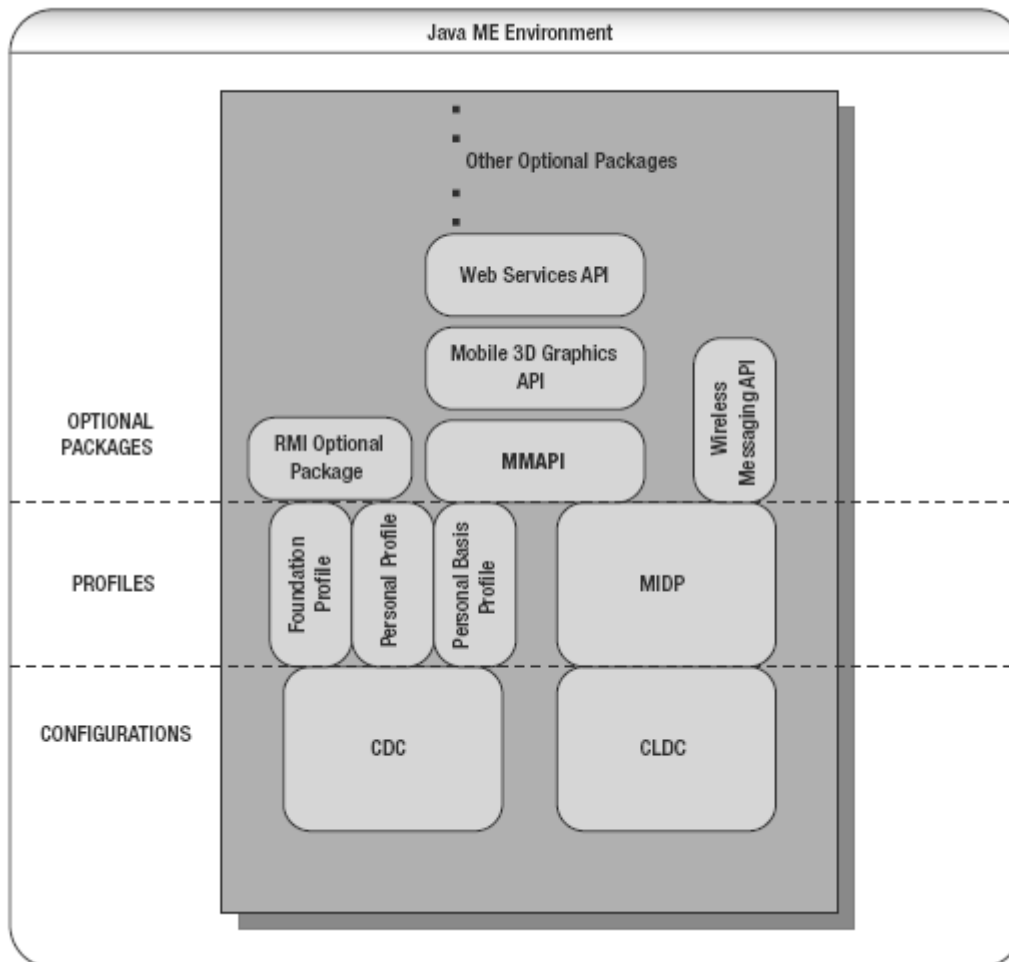 Java ME Environment
Other Optional Packages
Web Services API
Mobile 3D Graphics
API
Wireless
Messaging API
OPTIONAL
PACKAGES
RMI Optional
Package
MMAPI
PROFILES
Foundation
Profile
Personal Profile
Personal Basis
Profile
MIDP
CONFIGURATIONS
CDC
CLDC